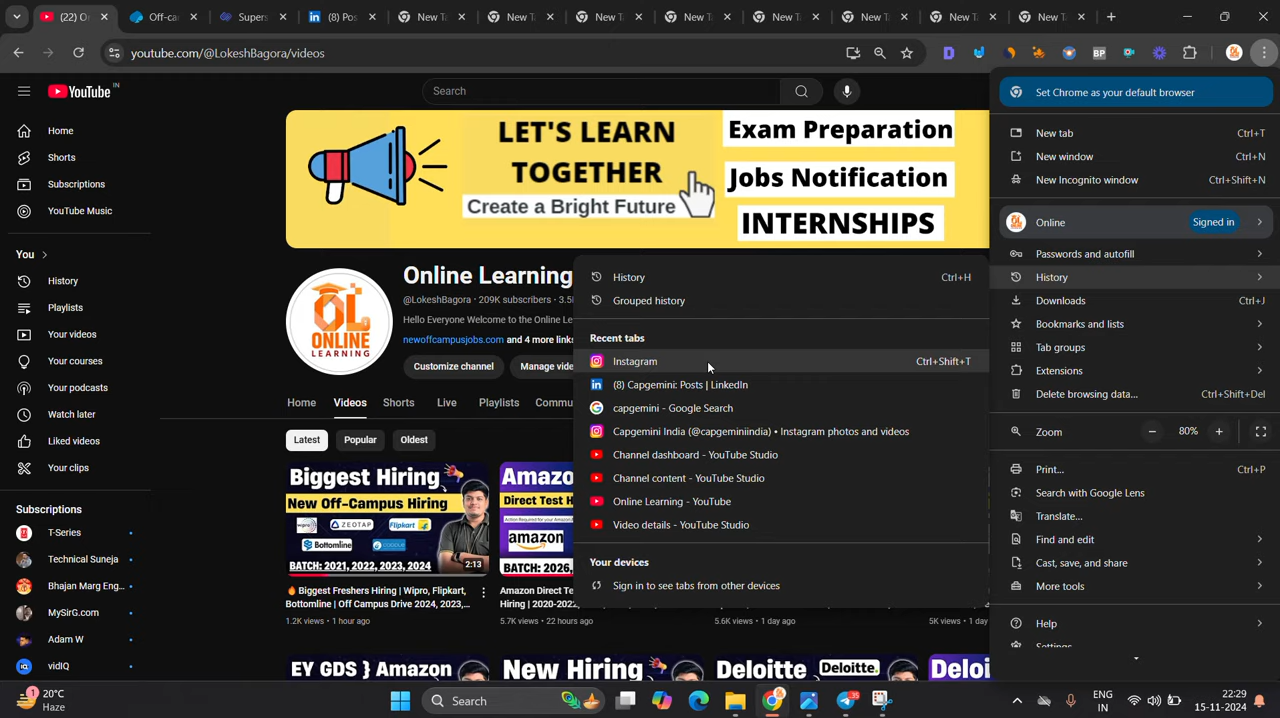 (22) On
Off-ca
Supers
(8) Pos
New Ta
New T
New T
New T
New Ta
New T
New Ta
New T
youtube.com/@LokeshBagora/videos
YouTube IN
Search
Home
Shorts
Subscriptions
YouTube Music
You
History
Playlists
Your videos
Your courses
Your podcasts
Watch later
Liked videos
Your clips
Subscriptions
T-Series
Technical Suneja
Bhajan Marg Eng...
MySirG.com
Adam W
vidIQ
LET'S LEARN
TOGETHER
Create a Bright Future
Exam Preparation
Jobs Notification
INTERNSHIPS
OL
ONLINE
LEARNING
Online Learning
@LokeshBagora · 209K subscribers · 3.5
Hello Everyone Welcome to the Online Le
newoffcampusjobs.com and 4 more links
Customize channel
Manage vide
Home
Videos
Shorts
Live
Playlists
Commu
Latest
Popular
Oldest
Biggest Hiring
New Off-Campus Hiring
wipro
ZEOTAP
Flipkart
Bottomline
BATCH: 2021, 2022, 2023, 2024
2:13
🔥Biggest Freshers Hiring | Wipro, Flipkart,
Bottomline | Off Campus Drive 2024, 2023,...
1.2K views · 1 hour ago
Amazo
Direct Test H
amazon
BATCH: 2026,
Amazon Direct Test
Hiring | 2020-2022,
5.7K views · 22 hours ago
5.6K views · 1 day ago
5K views · 1 day
EY GDS } Amazon
New Hiring
Deloitte
Deloitte.
Deloi
History
Ctrl+H
Grouped history
Recent tabs
Instagram
Ctrl+Shift+T
(8) Capgemini: Posts | LinkedIn
capgemini - Google Search
Capgemini India (@capgeminiindia) • Instagram photos and videos
Channel dashboard - YouTube Studio
Channel content - YouTube Studio
Online Learning - YouTube
Video details - YouTube Studio
Your devices
Sign in to see tabs from other devices
Set Chrome as your default browser
New tab
Ctrl+T
New window
Ctrl+N
New Incognito window
Ctrl+Shift+N
Online
Signed in
Passwords and autofill
History
Downloads
Ctrl+J
Bookmarks and lists
Tab groups
Extensions
Delete browsing data...
Ctrl+Shift+Del
Zoom
80%
Print...
Ctrl+P
Search with Google Lens
Translate...
Find and edit
Cast, save, and share
More tools
Help
Settings
1
20°C
Haze
Search
35
ENG
IN
22:29
15-11-2024